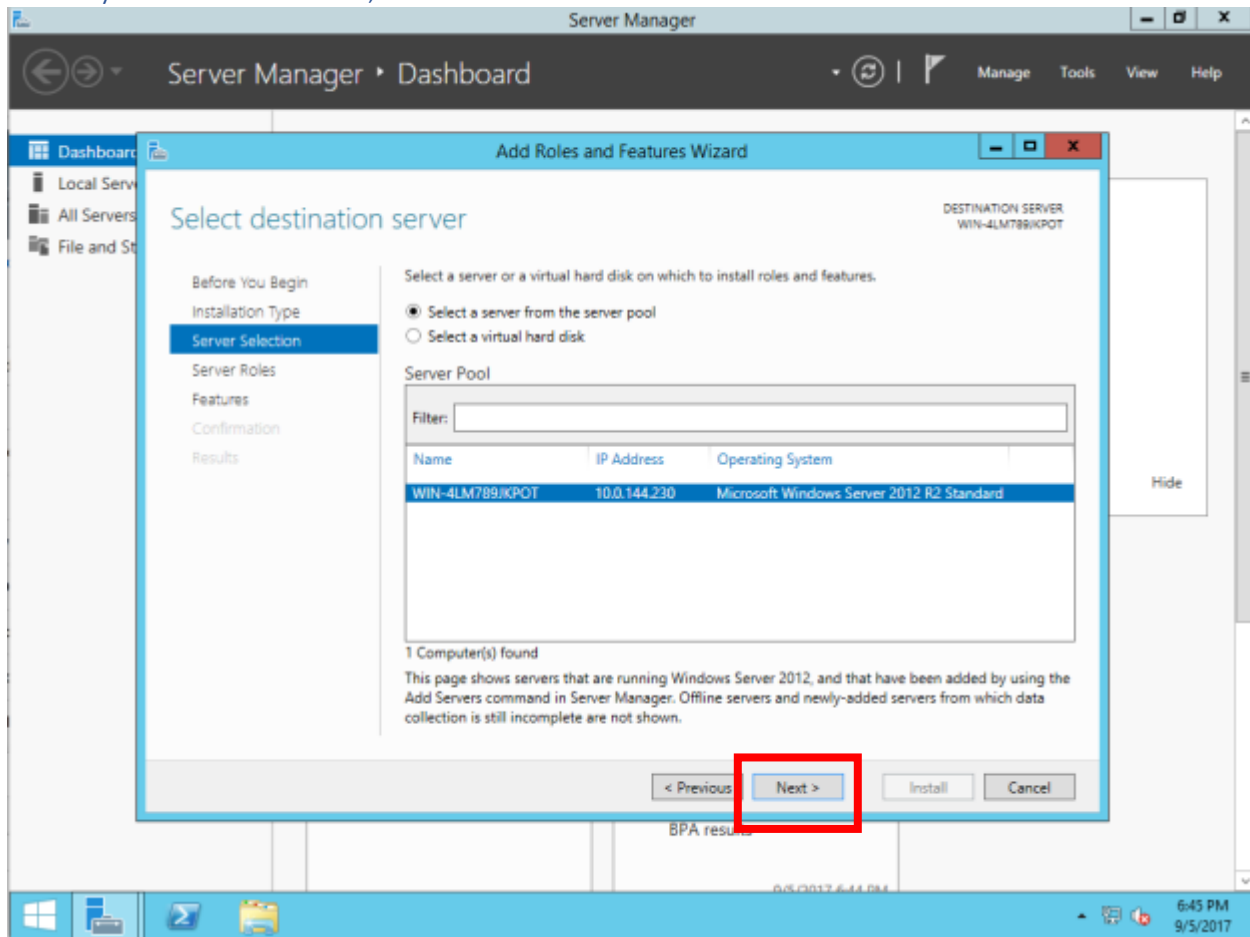 Server Manager
Server Manager ‣ Dashboard
Manage Tools View Help
Dashboard
Local Serv
All Servers
File and St
Add Roles and Features Wizard
Select destination server
DESTINATION SERVER
WIN-4LM789JKPOT
Before You Begin
Installation Type
Server Selection
Server Roles
Features
Confirmation
Results
Select a server or a virtual hard disk on which to install roles and features.
Select a server from the server pool
Select a virtual hard disk
Server Pool
Filter:
Name IP Address Operating System
WIN-4LM789JKPOT 10.0.144.230 Microsoft Windows Server 2012 R2 Standard
1 Computer(s) found
This page shows servers that are running Windows Server 2012, and that have been added by using the
Add Servers command in Server Manager. Offline servers and newly-added servers from which data
collection is still incomplete are not shown.
Hide
< Previous Next > Install Cancel
BPA results
9/5/2017 6:44 PM
6:45 PM
9/5/2017